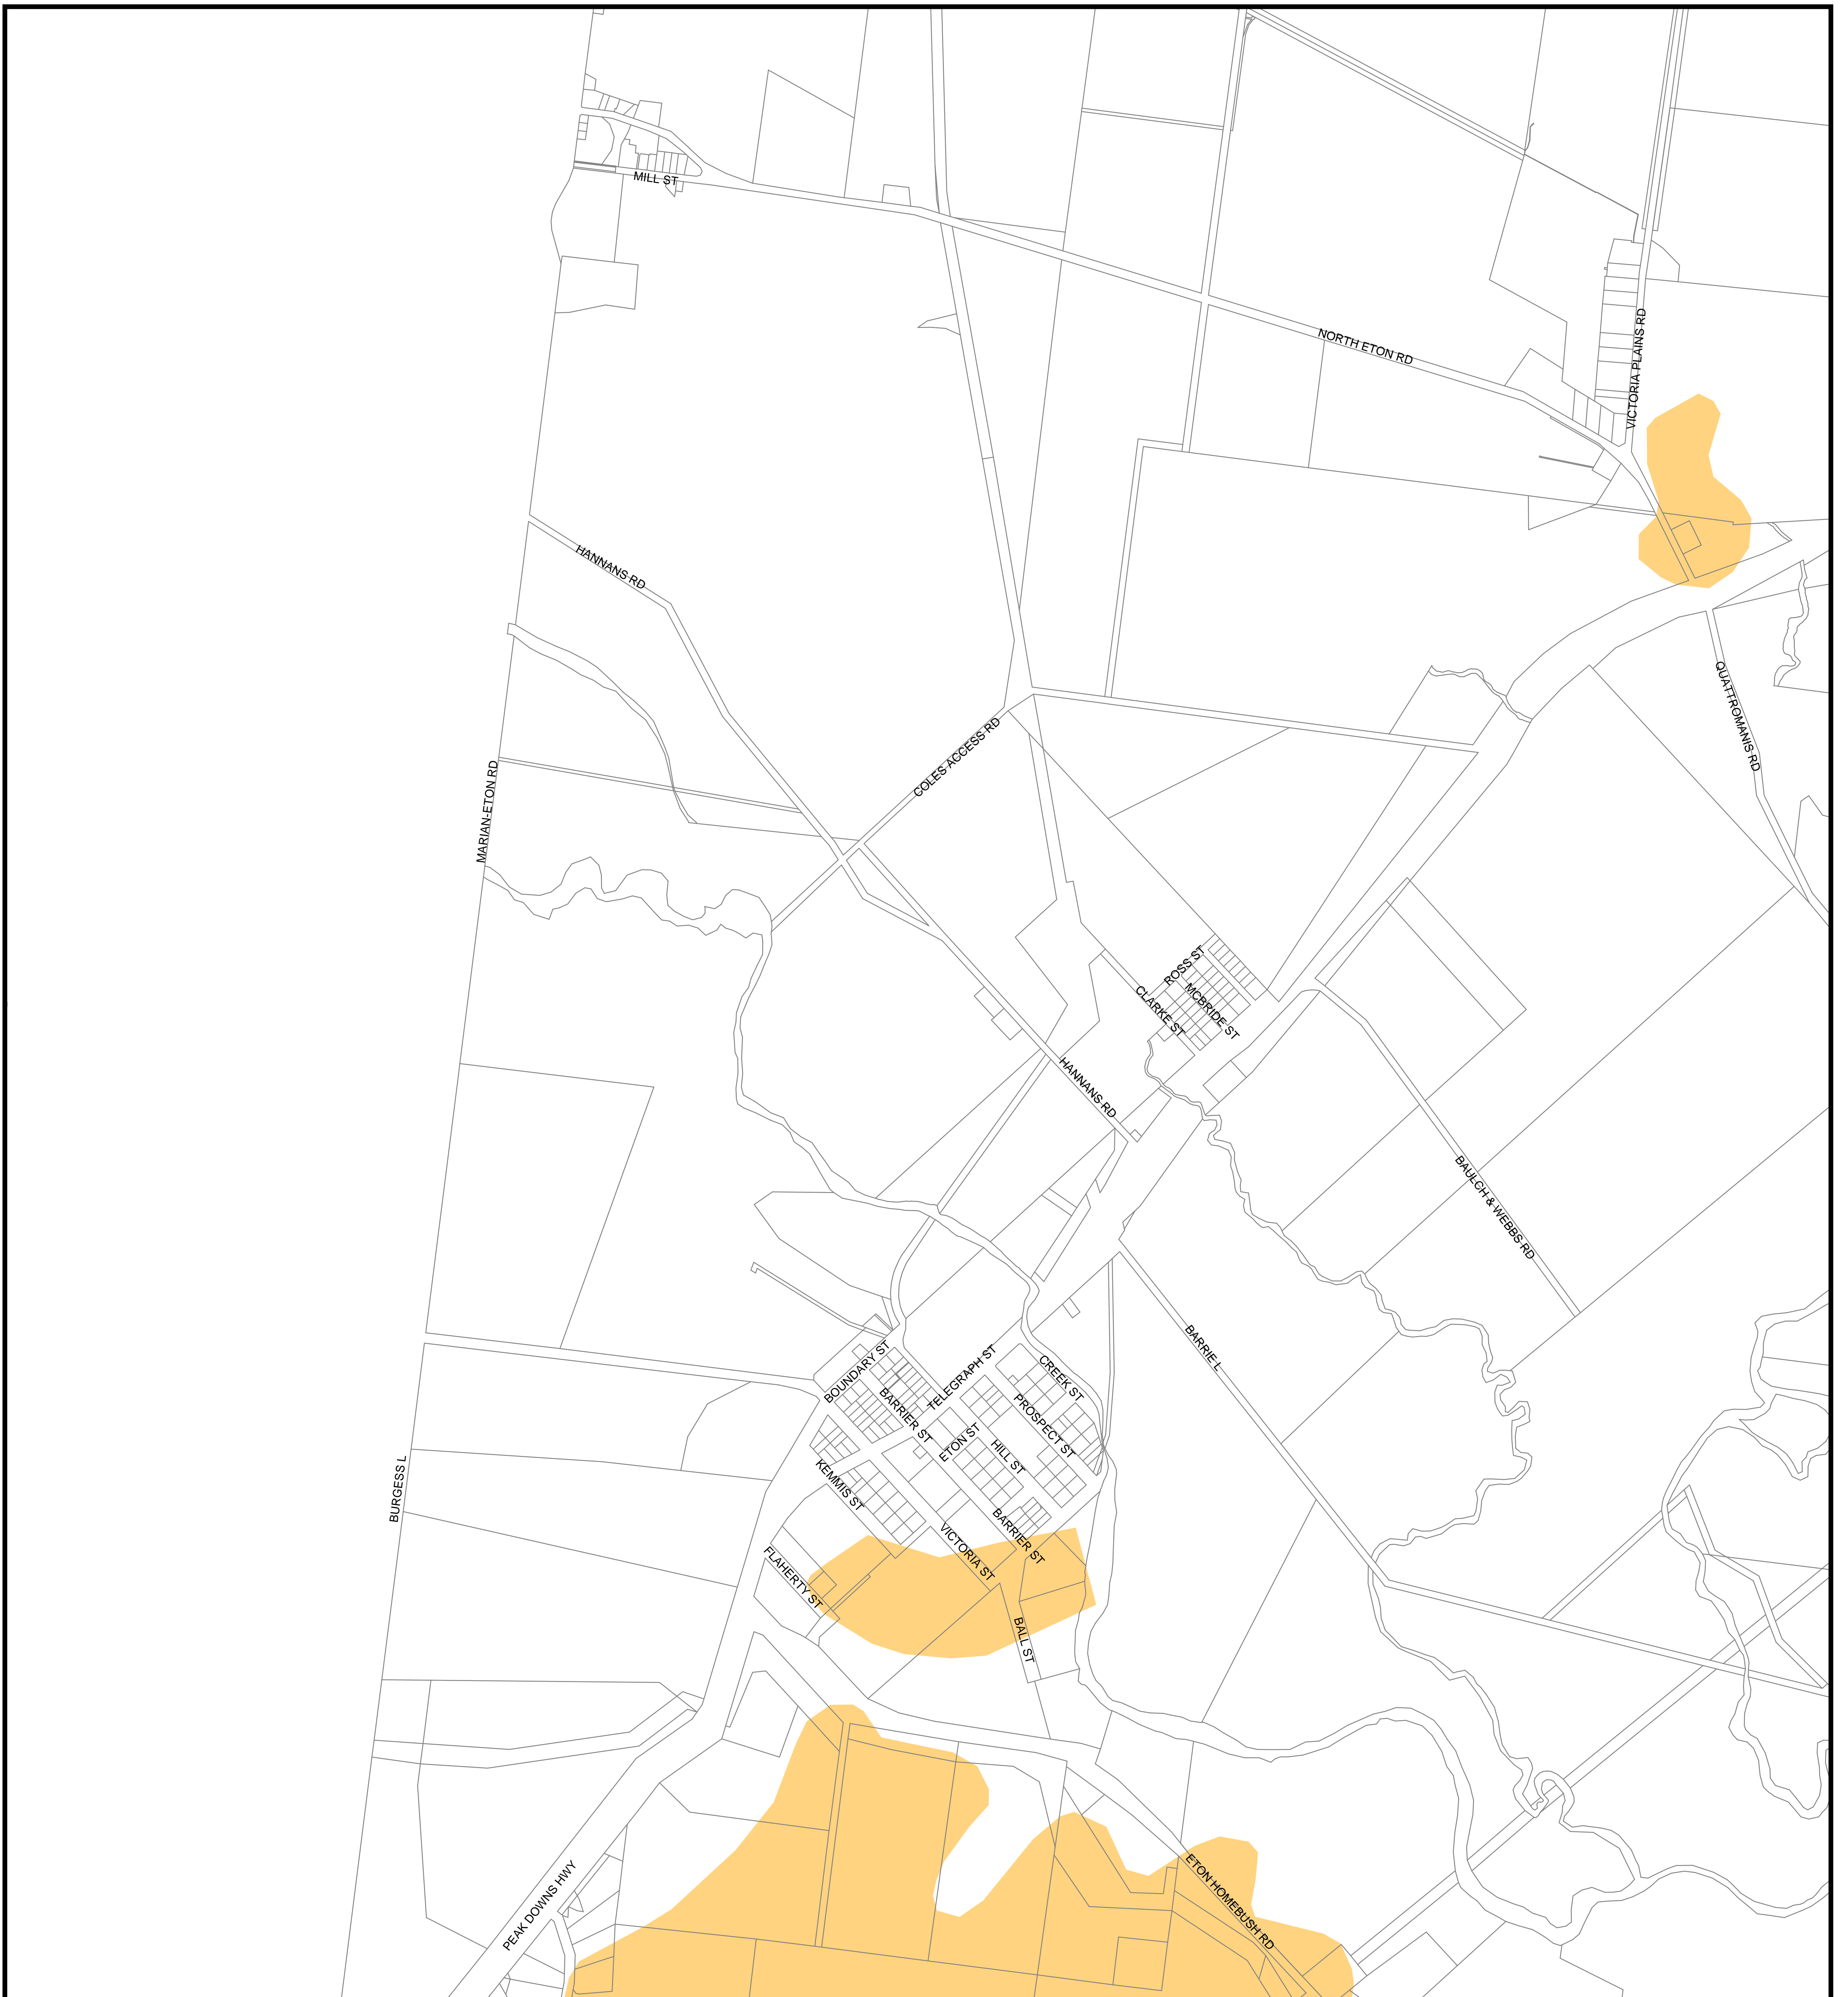 MILL ST
NORTH ETON RD
VICTORIA PLAINS RD
HANNANS RD
QUATTROMANIS RD
COLES ACCESS RD
MARIAN-ETON RD
ROSS ST
MCBRIDE ST
CLARKE ST
HANNANS RD
BAULCH & WEBBS RD
BARRIE L
BOUNDARY ST
TELEGRAPH ST
CREEK ST
BARRIER ST
PROSPECT ST
ETON ST
HILL ST
KEMMIS ST
BURGESS L
BARRIER ST
VICTORIA ST
FLAHERTY ST
BALL ST
PEAK DOWNS HWY
ETON HOMEBUSH RD